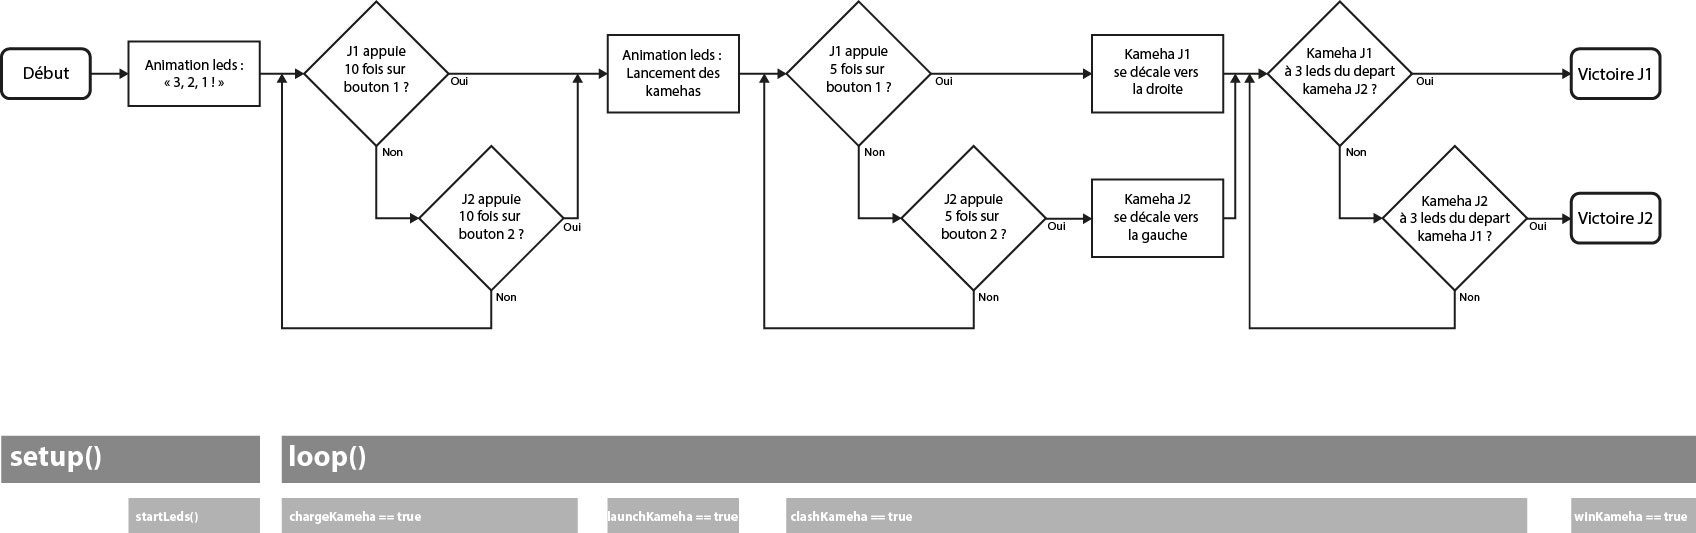 Début
Animation leds :
« 3, 2, 1 ! »
J1 appuie
10 fois sur
bouton 1 ?
Oui
Non
J2 appuie
10 fois sur
bouton 2 ?
Oui
Non
Animation leds :
Lancement des
kamehas
J1 appuie
5 fois sur
bouton 1 ?
Oui
Non
J2 appuie
5 fois sur
bouton 2 ?
Oui
Non
Kameha J1
se décale vers
la droite
Kameha J2
se décale vers
la gauche
Kameha J1
à 3 leds du depart
kameha J2 ?
Oui
Non
Kameha J2
à 3 leds du depart
kameha J1 ?
Oui
Non
Victoire J1
Victoire J2
setup()
loop()
startLeds()
chargeKameha == true
launchKameha == true
clashKameha == true
winKameha == true